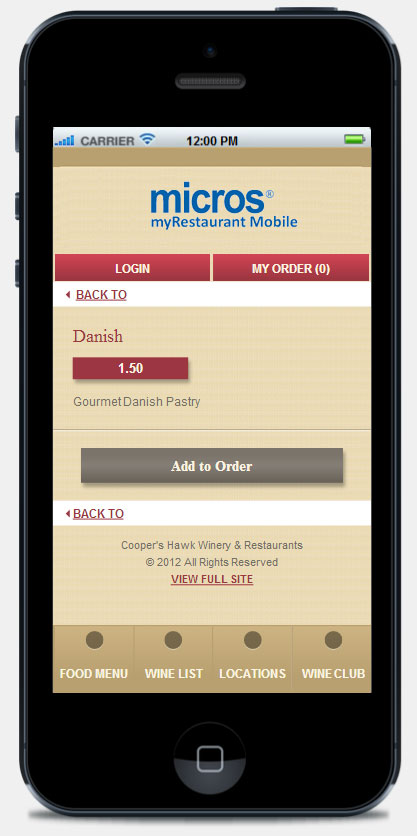 CARRIER 12:00 PM
micros®
myRestaurant Mobile
LOGIN MY ORDER (0)
BACK TO
Danish
1.50
Gourmet Danish Pastry
Add to Order
BACK TO
Cooper's Hawk Winery & Restaurants
© 2012 All Rights Reserved
VIEW FULL SITE
FOOD MENU WINE LIST LOCATIONS WINE CLUB